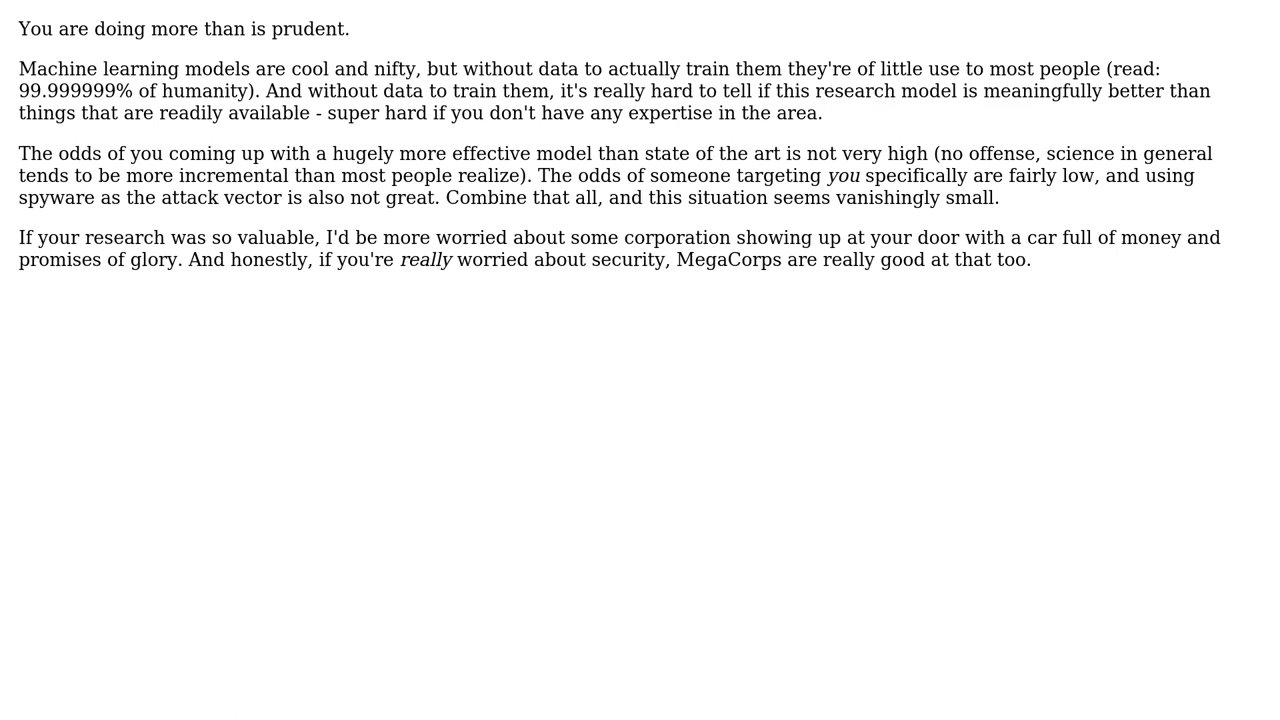 You are doing more than is prudent.
Machine learning models are cool and nifty, but without data to actually train them they're of little use to most people (read:
99.999999% of humanity). And without data to train them, it's really hard to tell if this research model is meaningfully better than
things that are readily available - super hard if you don't have any expertise in the area.
The odds of you coming up with a hugely more effective model than state of the art is not very high (no offense, science in general
tends to be more incremental than most people realize). The odds of someone targeting you specifically are fairly low, and using
spyware as the attack vector is also not great. Combine that all, and this situation seems vanishingly small.
If your research was so valuable, I'd be more worried about some corporation showing up at your door with a car full of money and
promises of glory. And honestly, if you're really worried about security, MegaCorps are really good at that too.